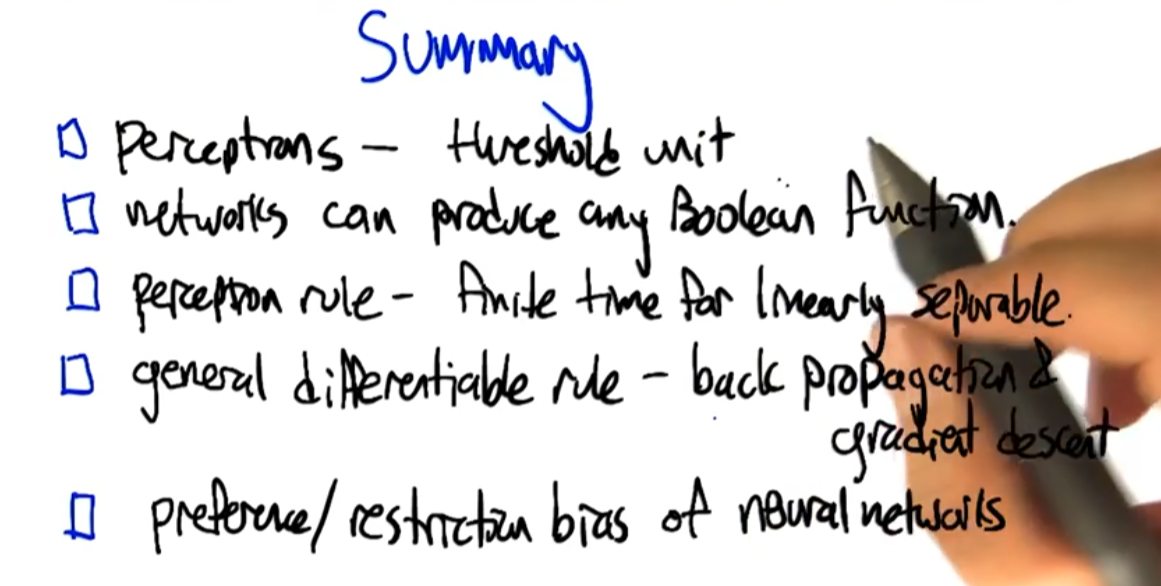 Summary
□ perceptrons – threshold unit
□ networks can produce any Boolean function.
□ perceptron rule – finite time for linearly separable.
□ general differentiable rule – back propagation &
gradient descent
□ preference/restriction bias of neural networks